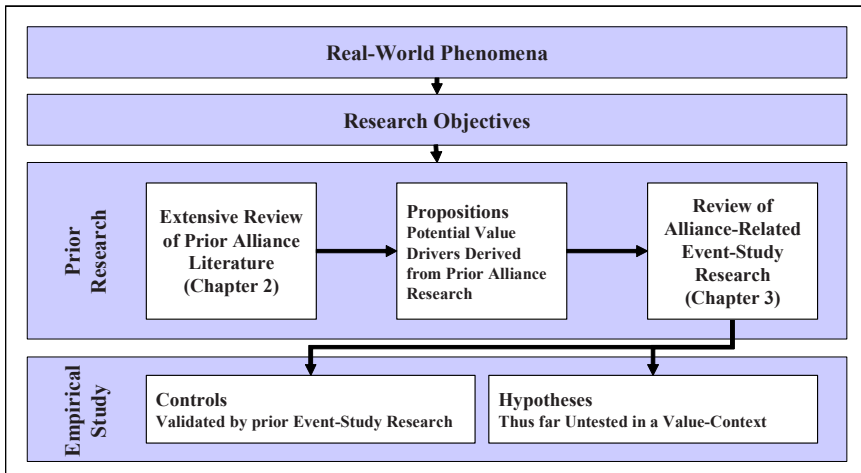 Real-World Phenomena
Research Objectives
Prior
Research
Extensive Review
of Prior Alliance
Literature
(Chapter 2)
Propositions
Potential Value
Drivers Derived
from Prior Alliance
Research
Review of
Alliance-Related
Event-Study
Research
(Chapter 3)
Empirical
Study
Controls
Validated by prior Event-Study Research
Hypotheses
Thus far Untested in a Value-Context